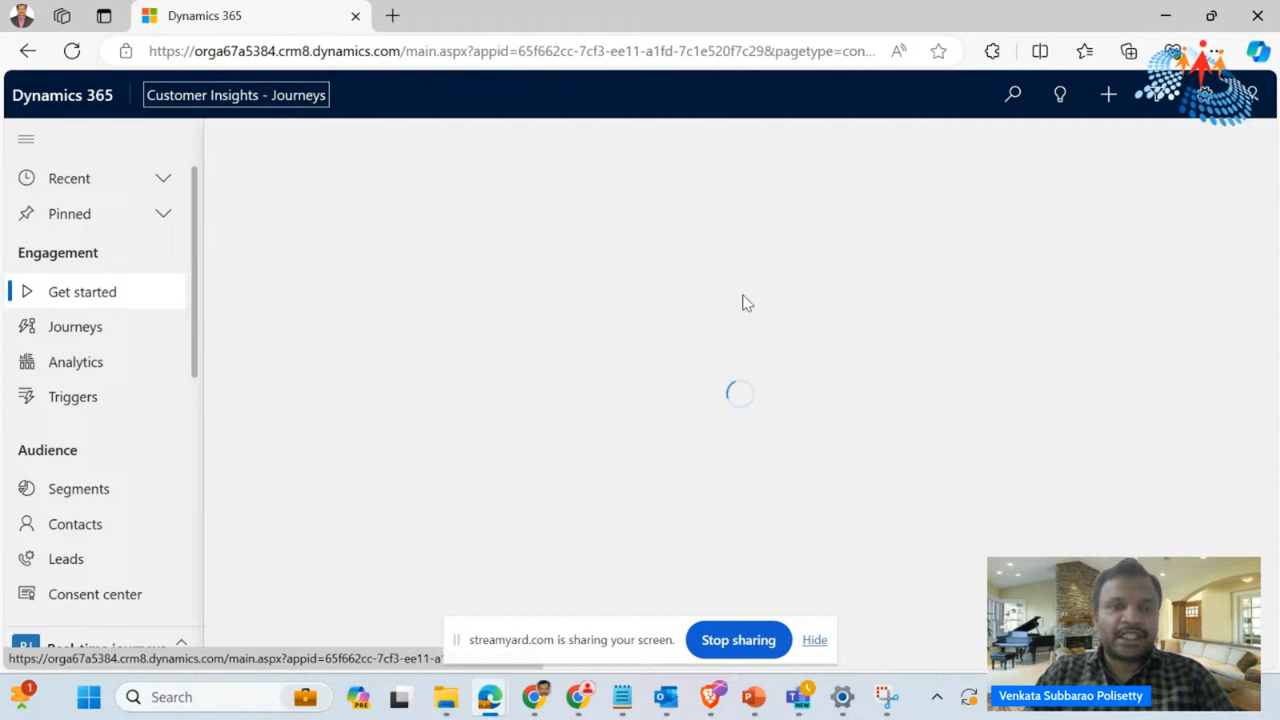 Dynamics 365
https://orga67a5384.crm8.dynamics.com/main.aspx?appid=65f662cc-7cf3-ee11-a1fd-7c1e520f7c29&pagetype=con...
Dynamics 365
Customer Insights - Journeys
Recent
Pinned
Engagement
Get started
Journeys
Analytics
Triggers
Audience
Segments
Contacts
Leads
Consent center
streamyard.com is sharing your screen.
Stop sharing
Hide
https://orga67a5384.crm8.dynamics.com/main.aspx?appid=65f662cc-7cf3-ee11-a
Venkata Subbarao Polisetty
1
Search
NEW